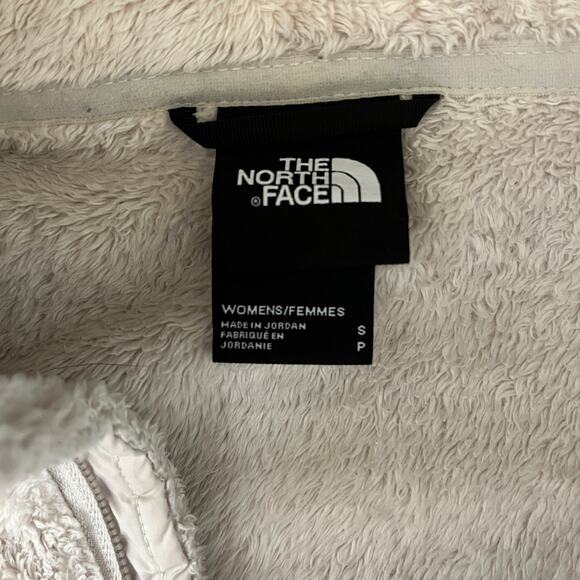 THE
NORTH
®FACE
WOMENS/FEMMES
MADE IN JORDAN S
FABRIQUÉ EN
JORDANIE P